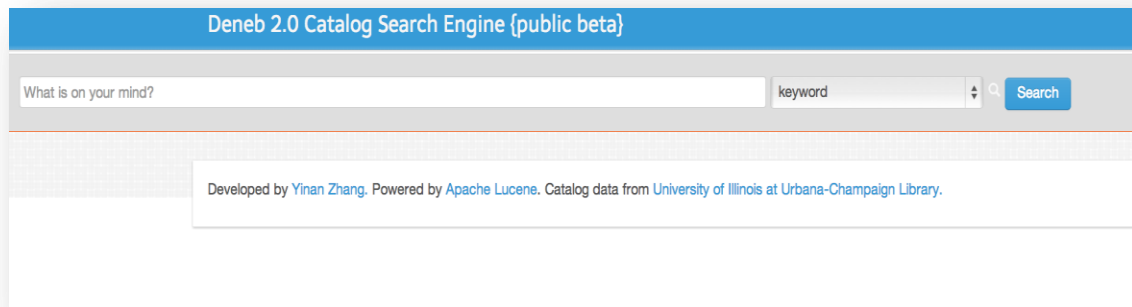 Deneb 2.0 Catalog Search Engine {public beta}
What is on your mind? keyword Search
Developed by Yinan Zhang. Powered by Apache Lucene. Catalog data from University of Illinois at Urbana-Champaign Library.